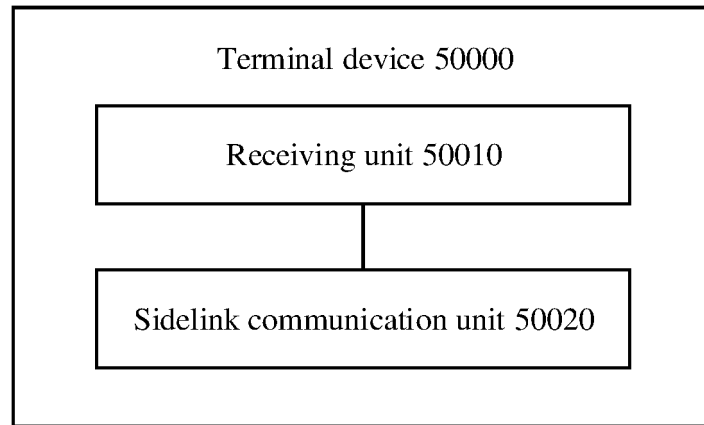 Terminal device 50000
Receiving unit 50010
Sidelink communication unit 50020